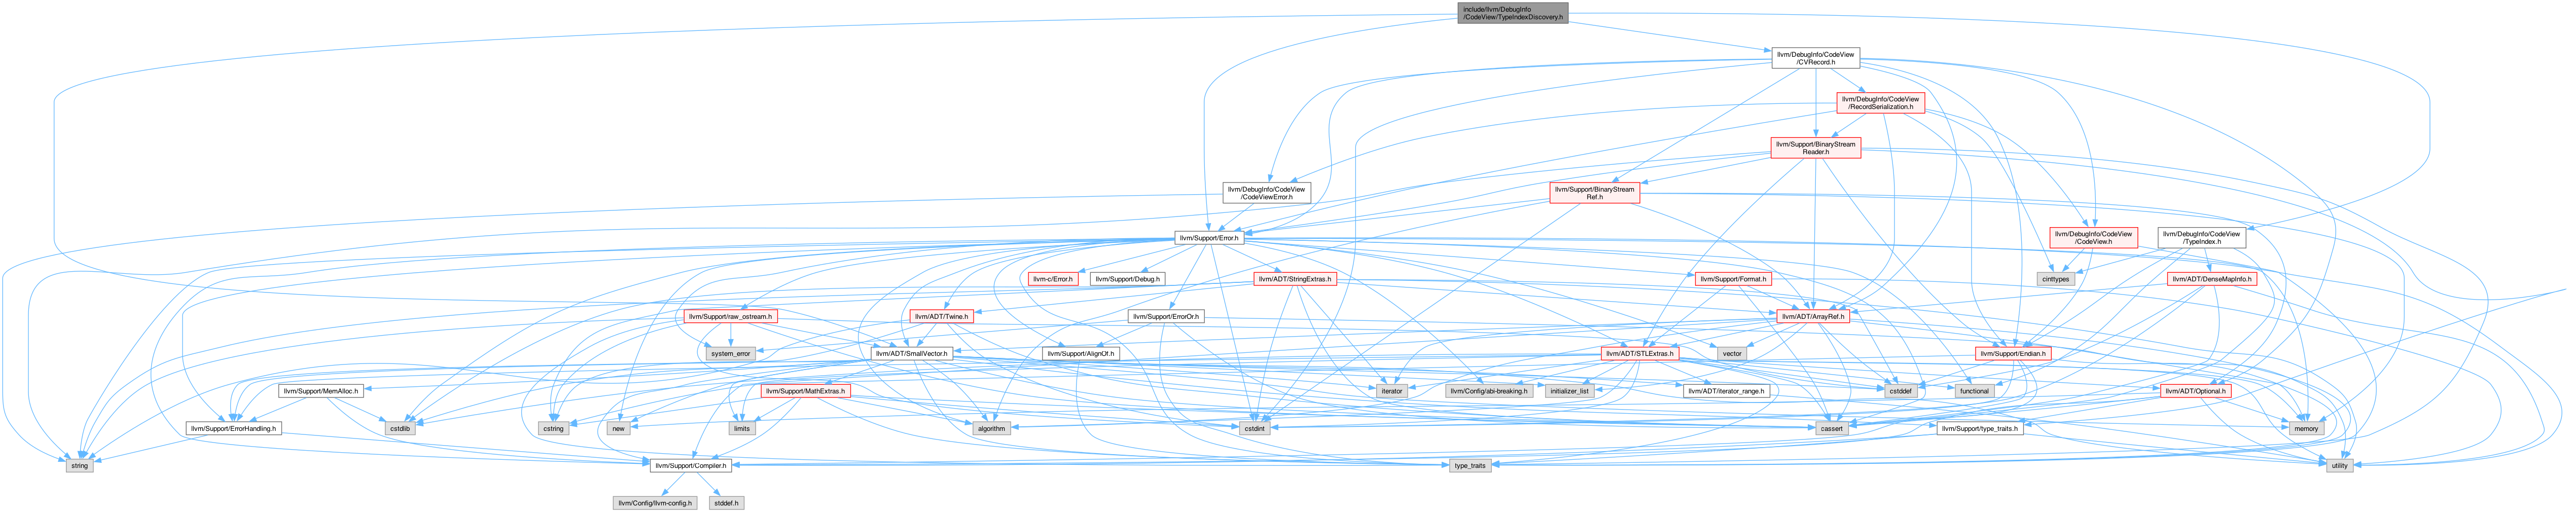 include/llvm/DebugInfo
/CodeView/TypeIndexDiscovery.h
llvm/DebugInfo/CodeView
/CVRecord.h
llvm/DebugInfo/CodeView
/RecordSerialization.h
llvm/Support/BinaryStream
Reader.h
llvm/DebugInfo/CodeView
/CodeViewError.h
llvm/Support/BinaryStream
Ref.h
llvm/Support/Error.h
llvm/DebugInfo/CodeView
/CodeView.h
llvm/DebugInfo/CodeView
/TypeIndex.h
llvm-c/Error.h
llvm/Support/Debug.h
llvm/ADT/StringExtras.h
llvm/Support/Format.h
cinttypes
llvm/ADT/DenseMapInfo.h
llvm/Support/raw_ostream.h
llvm/ADT/Twine.h
llvm/Support/ErrorOr.h
llvm/ADT/ArrayRef.h
system_error
llvm/ADT/SmallVector.h
llvm/Support/AlignOf.h
vector
llvm/ADT/STLExtras.h
llvm/Support/Endian.h
llvm/Support/MemAlloc.h
llvm/Support/MathExtras.h
iterator
llvm/Config/abi-breaking.h
initializer_list
llvm/ADT/iterator_range.h
cstddef
functional
llvm/ADT/Optional.h
llvm/Support/ErrorHandling.h
cstdlib
cstring
new
limits
algorithm
cstdint
cassert
llvm/Support/type_traits.h
memory
string
llvm/Support/Compiler.h
type_traits
utility
llvm/Config/llvm-config.h
stddef.h